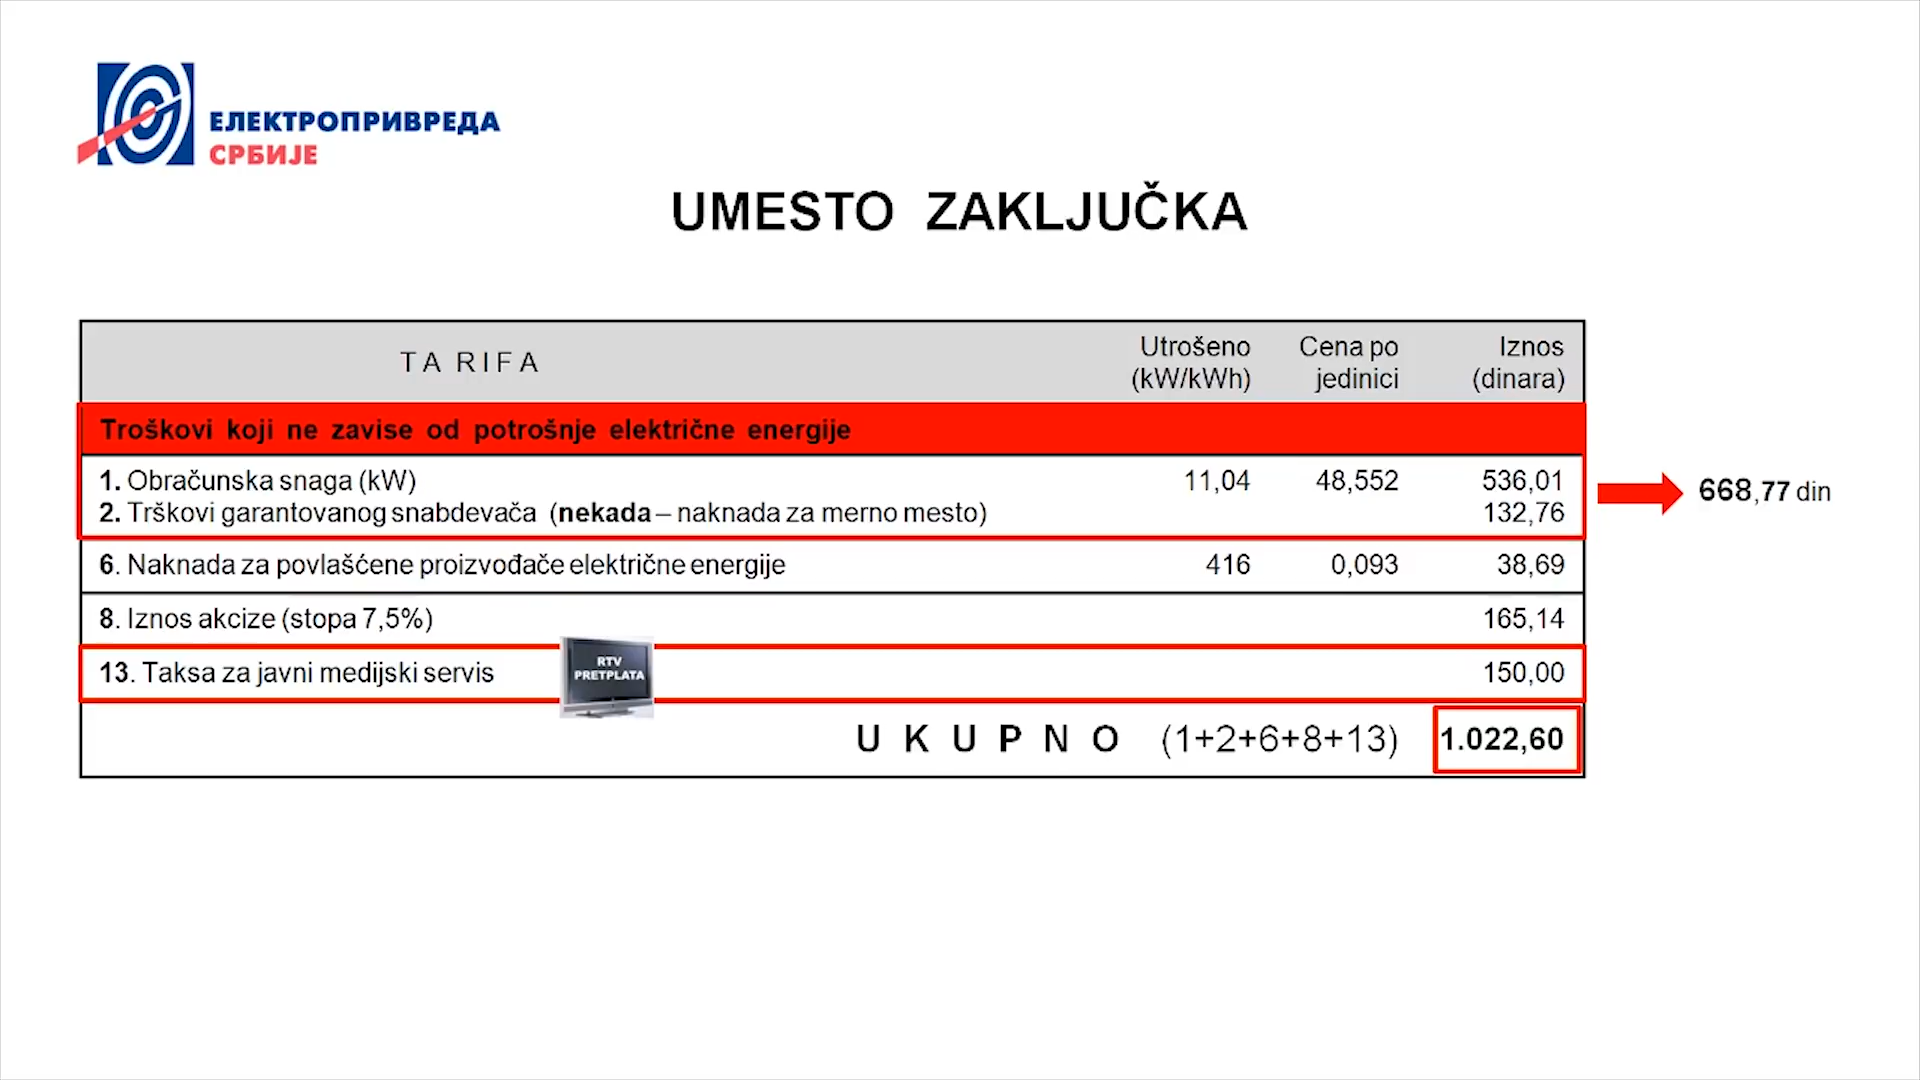 ЕЛЕКТРОПРИВРЕДА
СРБИЈЕ
UMESTO ZAKLJUČKA
TARIFA
Utrošeno
(kW/kWh)
Cena po
jedinici
Iznos
(dinara)
Troškovi koji ne zavise od potrošnje električne energije
1. Obračunska snaga (kW) 11,04 48,552 536,01
2. Trškovi garantovanog snabdevača (nekada – naknada za merno mesto) 132,76
668,77 din
6. Naknada za povlašćene proizvođače električne energije 416 0,093 38,69
8. Iznos akcize (stopa 7,5%) 165,14
13. Taksa za javni medijski servis 150,00
RTV
PRETPLATA
UKUPNO (1+2+6+8+13) 1.022,60